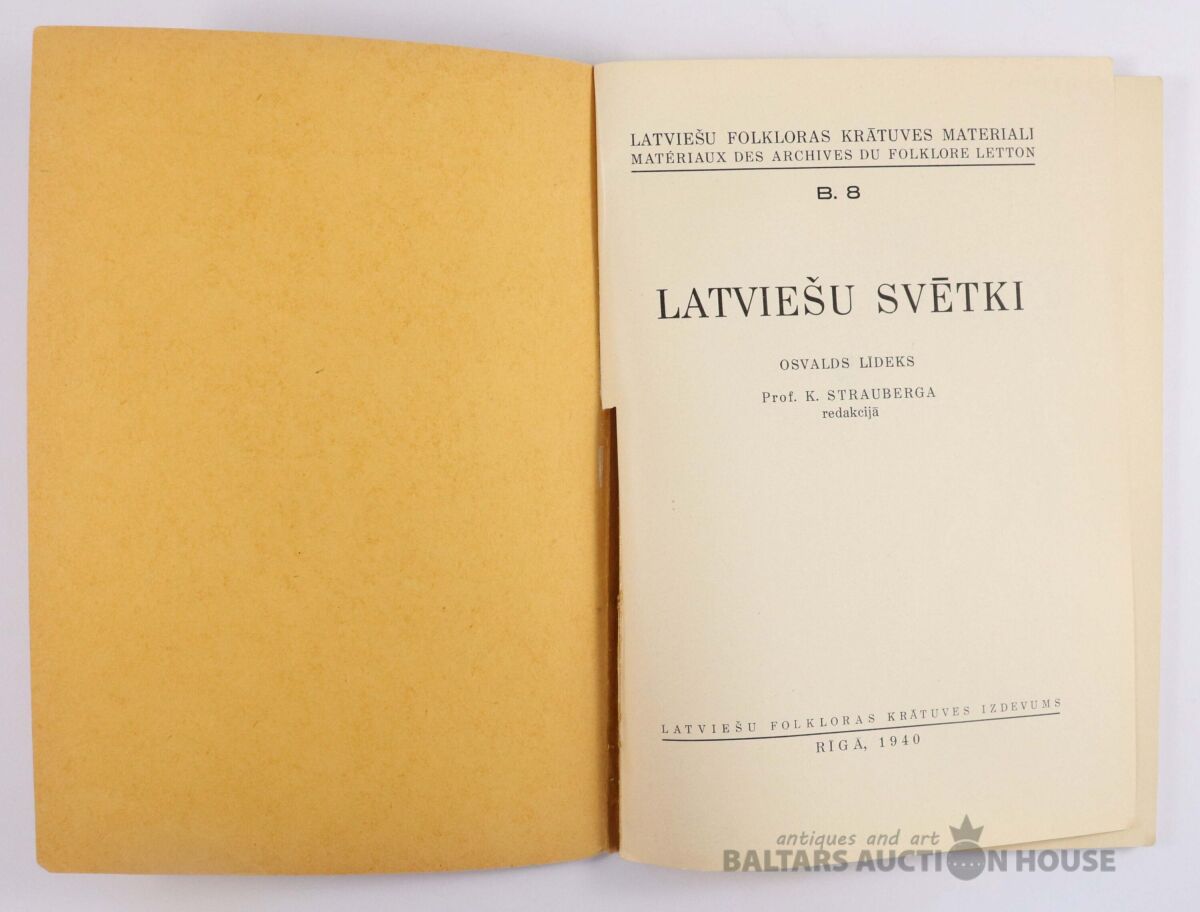 LATVIEŠU FOLKLORAS KRĀTUVES MATERIALI
MATÉRIAUX DES ARCHIVES DU FOLKLORE LETTON
B. 8
LATVIEŠU SVĒTKI
OSVALDS LĪDEKS
Prof. K. STRAUBERGA
redakcijā
LATVIEŠU FOLKLORAS KRĀTUVES IZDEVUMS
RĪGĀ, 1940
antiques and art
BALTARS AUCTION HOUSE